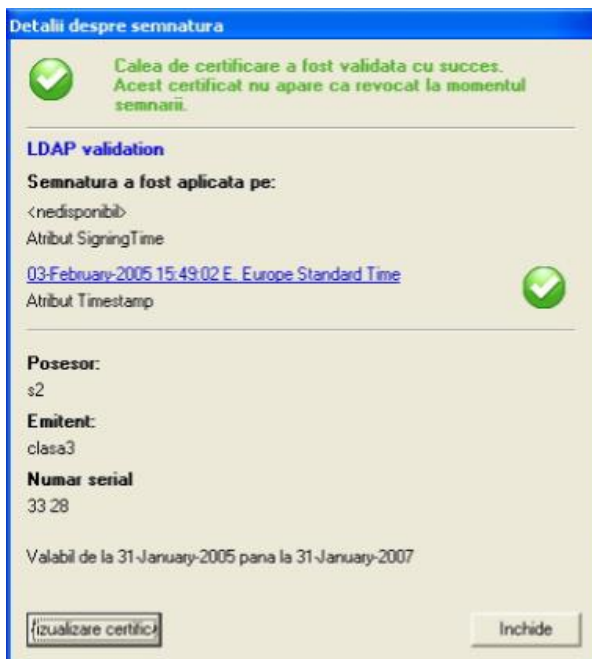 Detalii despre semnatura
Calea de certificare a fost validata cu succes.
Acest certificat nu apare ca revocat la momentul
semnarii.
LDAP validation
Semnatura a fost aplicata pe:
<nedisponibil>
Atribut SigningTime
03-February-2005 15:49:02 E. Europe Standard Time
Atribut Timestamp
Posesor:
s2
Emitent:
clasa3
Numar serial
33 28
Valabil de la 31-January-2005 pana la 31-January-2007
izualizare certific
Inchide